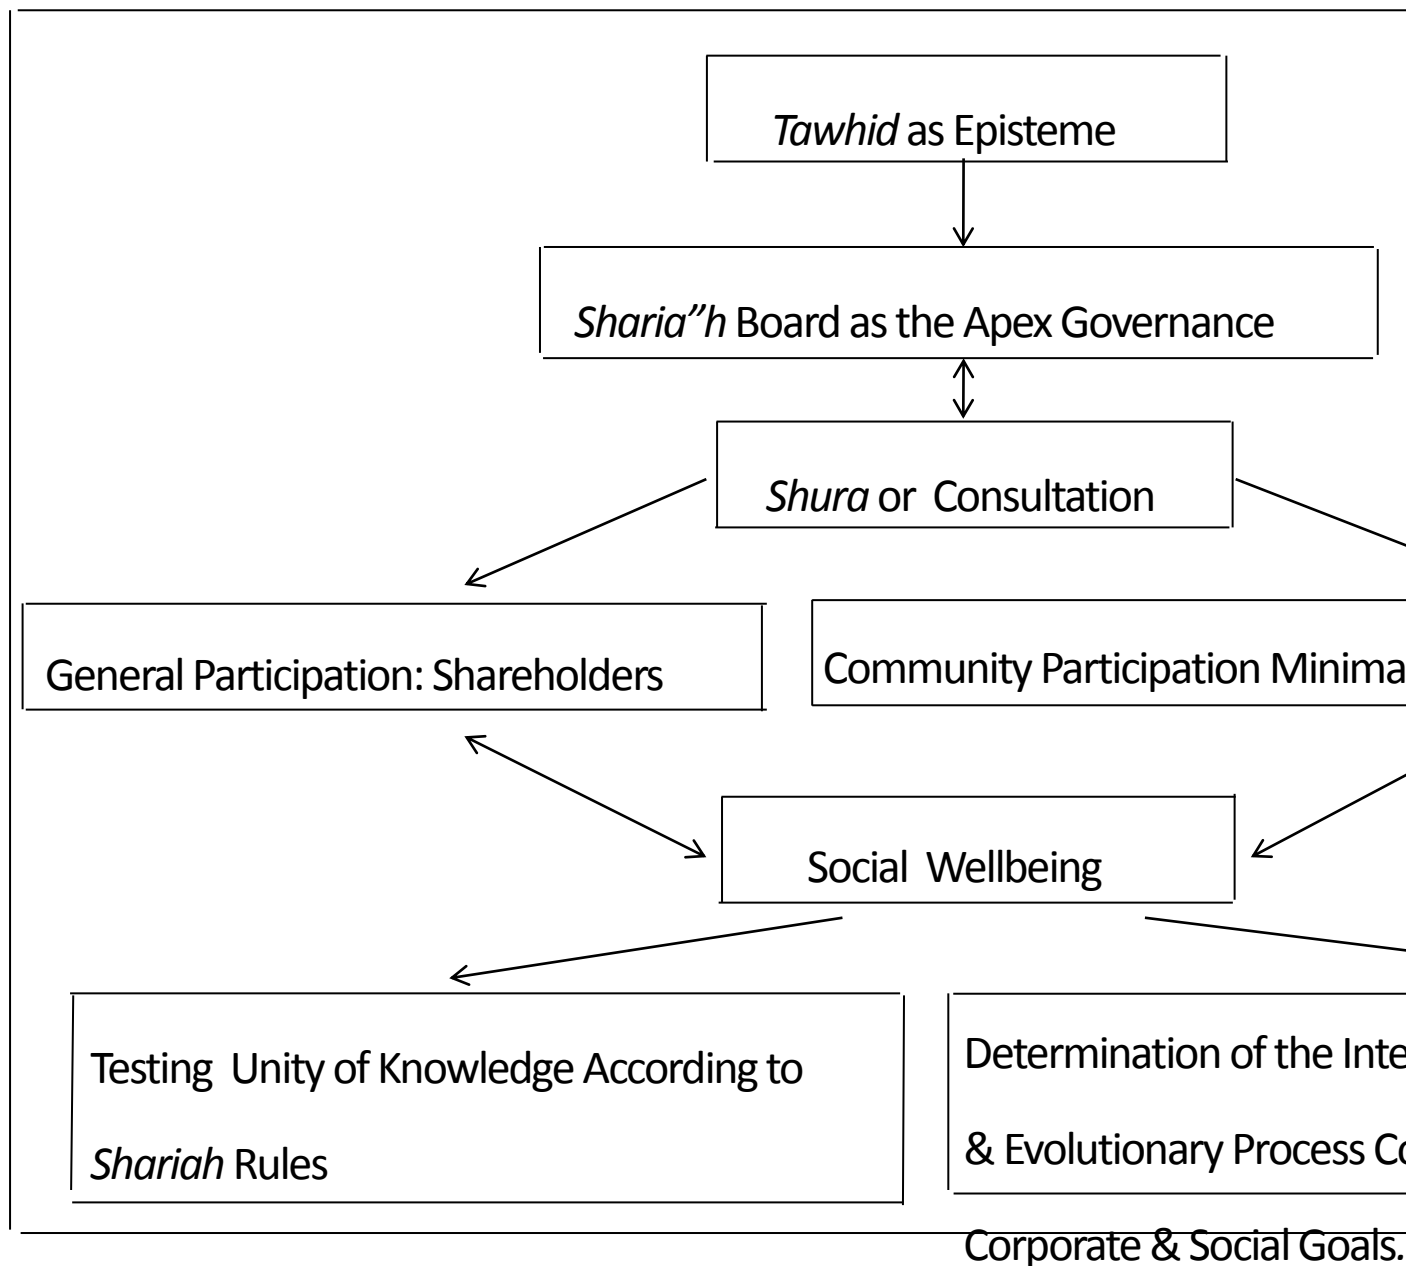 Tawhid as Episteme
Sharia”h Board as the Apex Governance
Shura or Consultation
General Participation: Shareholders
Community Participation Minima
Social Wellbeing
Testing Unity of Knowledge According to
Shariah Rules
Determination of the Inte
& Evolutionary Process Co
Corporate & Social Goals.